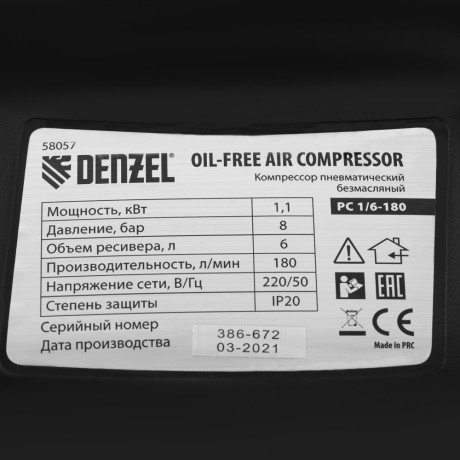 58057
DENZEL®
OIL-FREE AIR COMPRESSOR
Компрессор пневматический
безмасляный
PC 1/6-180
Мощность, кВт 1,1
Давление, бар 8
Объем ресивера, л 6
Производительность, л/мин 180
Напряжение сети, В/Гц 220/50
Степень защиты IP20
Серийный номер 386-672
Дата производства 03-2021
EAC
CE
Made in PRC